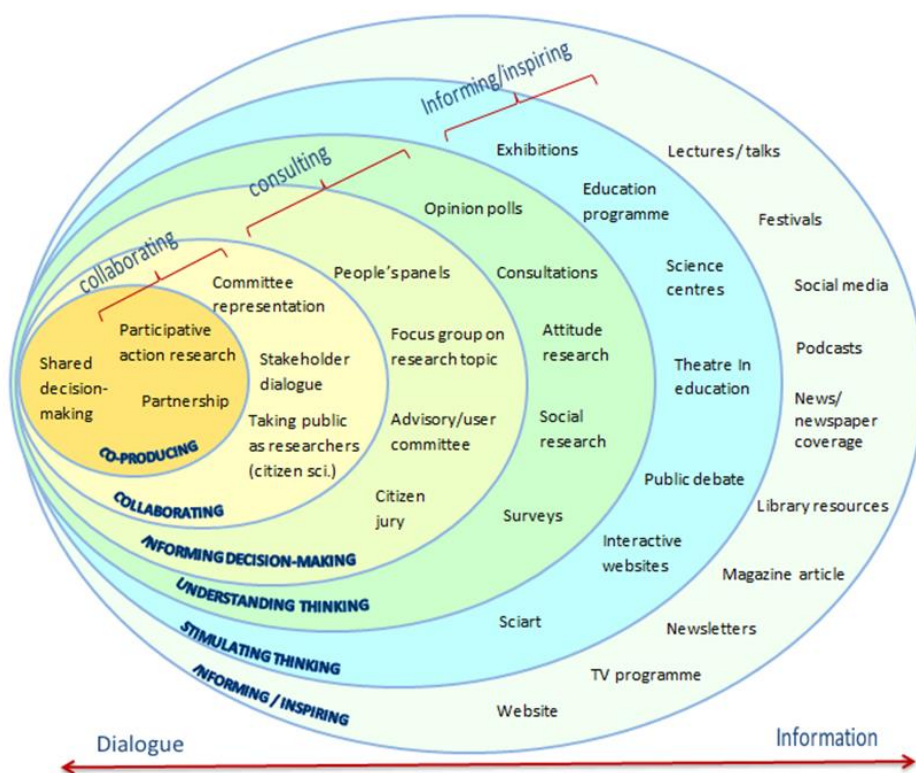 Informing/inspiring
consulting
collaborating
Shared
decision-
making
Participative
action research
Partnership
CO-PRODUCING
Committee
representation
Stakeholder
dialogue
Taking public
as researchers
(citizen sci.)
COLLABORATING
People's panels
Focus group on
research topic
Advisory/user
committee
Citizen
jury
INFORMING DECISION-MAKING
Opinion polls
Consultations
Attitude
research
Social
research
Surveys
UNDERSTANDING THINKING
Exhibitions
Education
programme
Science
centres
Theatre In
education
Public debate
Interactive
websites
Sciart
STIMULATING THINKING
Lectures / talks
Festivals
Social media
Podcasts
News/
newspaper
coverage
Library resources
Magazine article
Newsletters
TV programme
Website
INFORMING / INSPIRING
Dialogue
Information